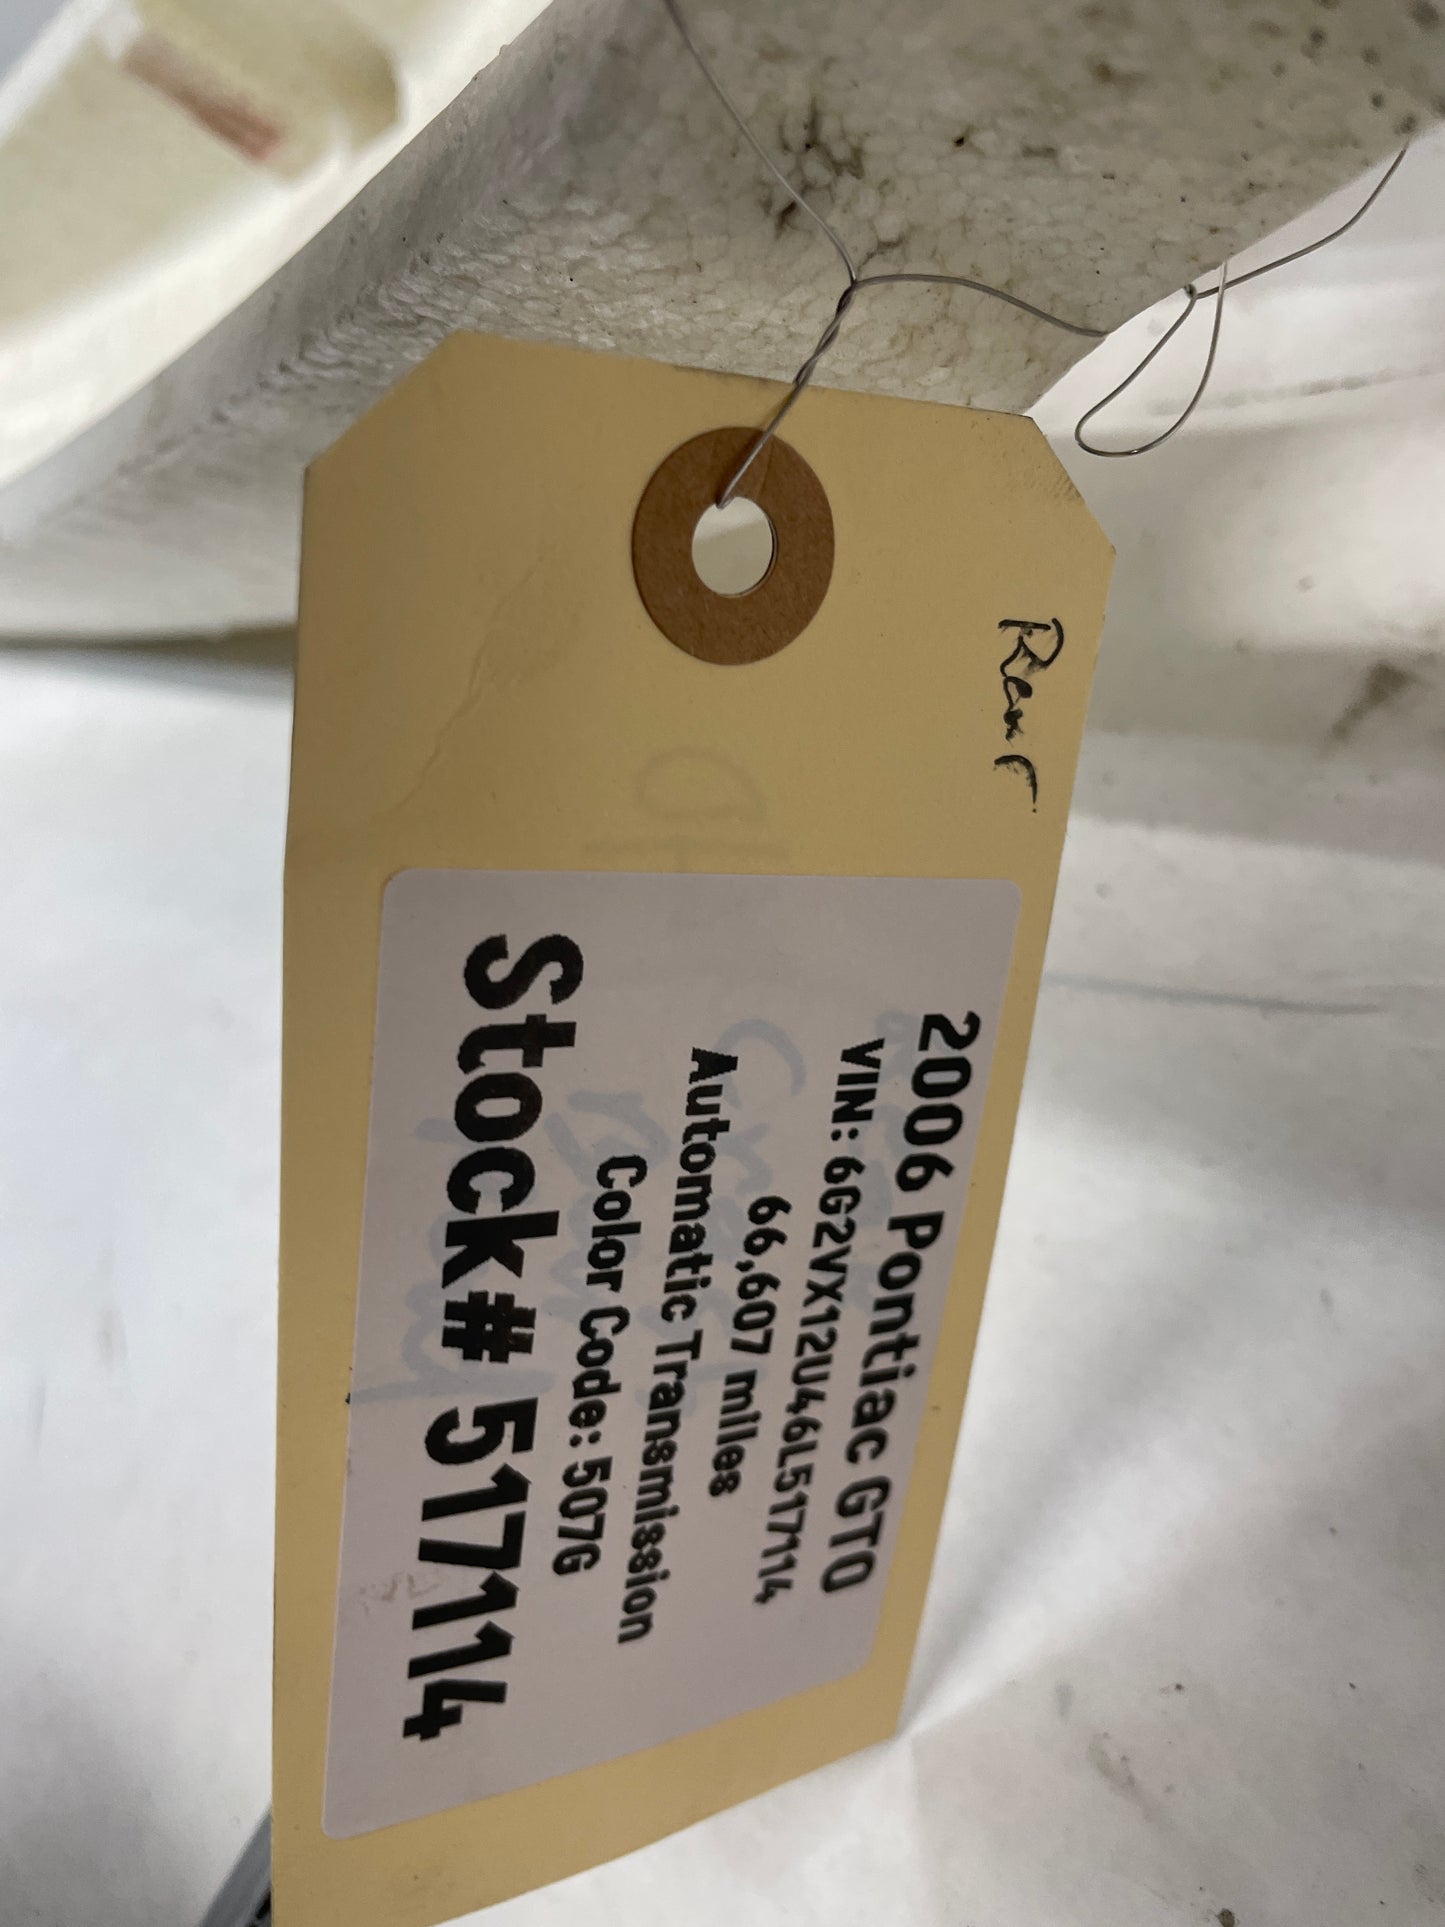 Rear
2006 Pontiac GTO
VIN: 6G2VX12U46L517114
66,607 miles
Automatic Transmission
Color Code: 507G
Stock# 517114